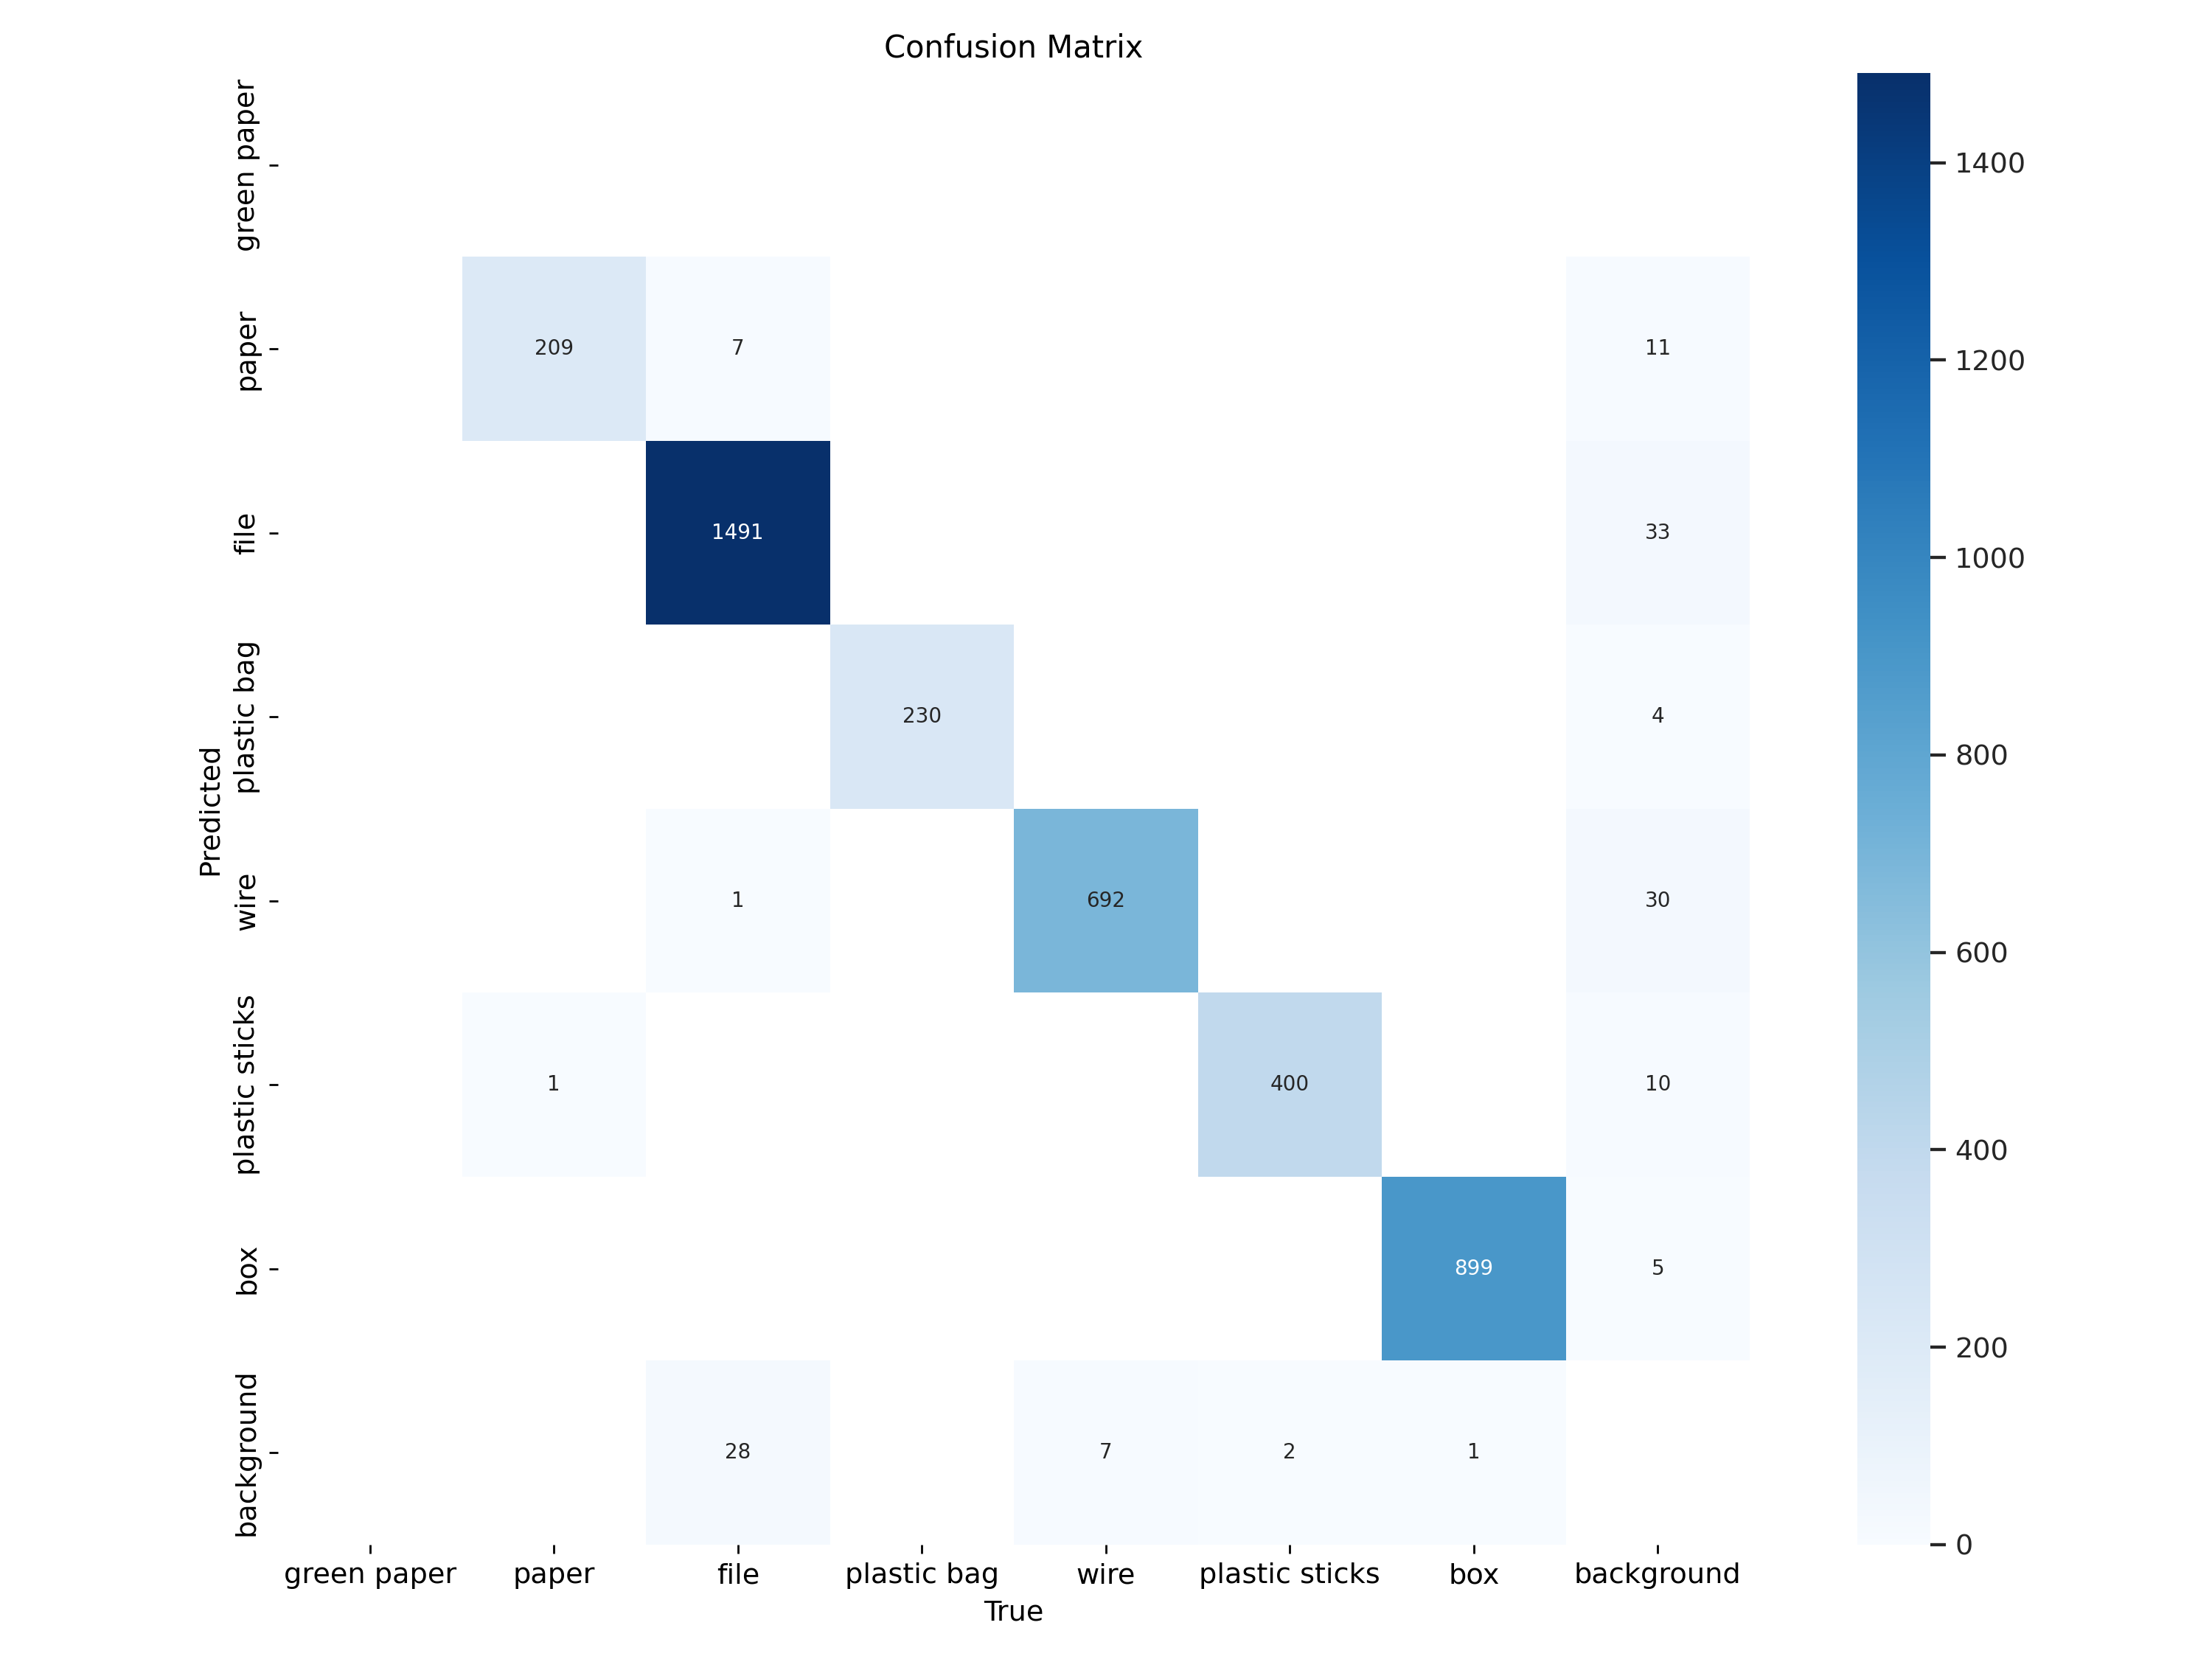 Confusion Matrix
green paper
paper
209 7 11
file
1491 33
plastic bag
230 4
wire
1 692 30
plastic sticks
1 400 10
box
899 5
background
28 7 2 1
Predicted
green paper paper file plastic bag wire plastic sticks box background
True
1400
1200
1000
800
600
400
200
0